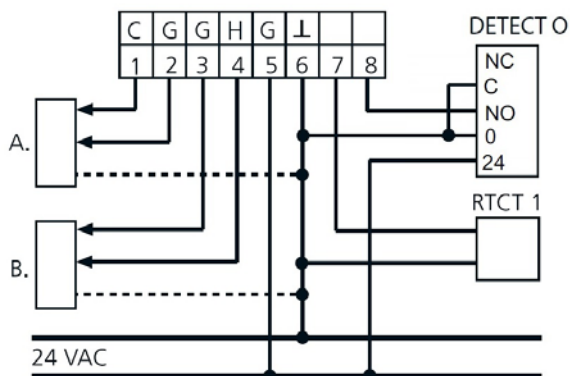 C G G H G ⊥
1 2 3 4 5 6 7 8
DETECT O
NC
C
NO
0
24
RTCT 1
A.
B.
24 VAC